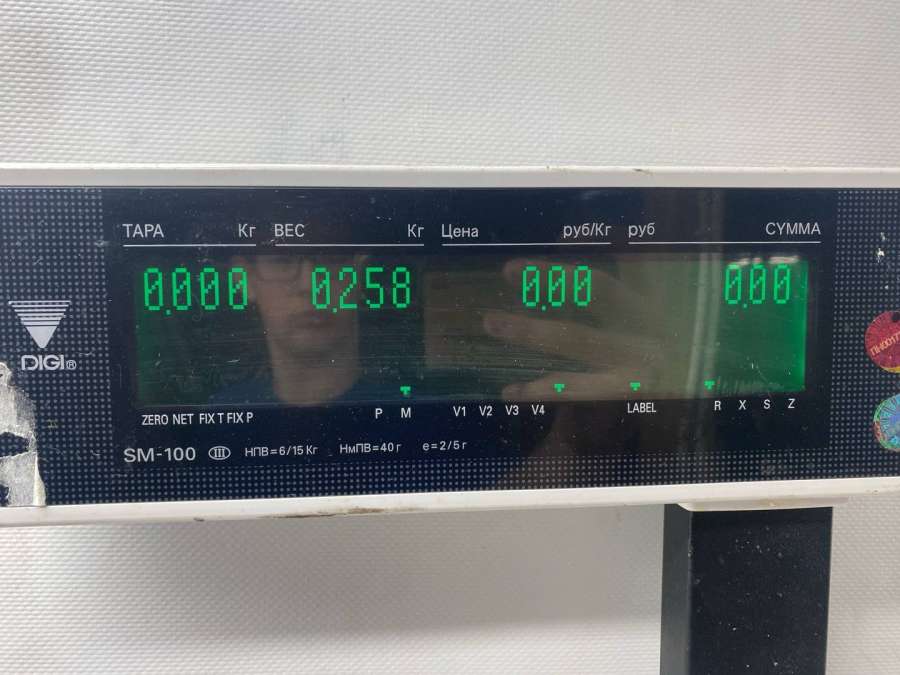 ТАРА Кг ВЕС Кг Цена руб/Кг руб СУММА
0.000 0.258 0.00 0.00
DIGI®
ZERO NET FIX T FIX P P M V1 V2 V3 V4 LABEL R X S Z
SM-100 III НПВ=6/15 Кг НмПВ=40 г е=2/5 г